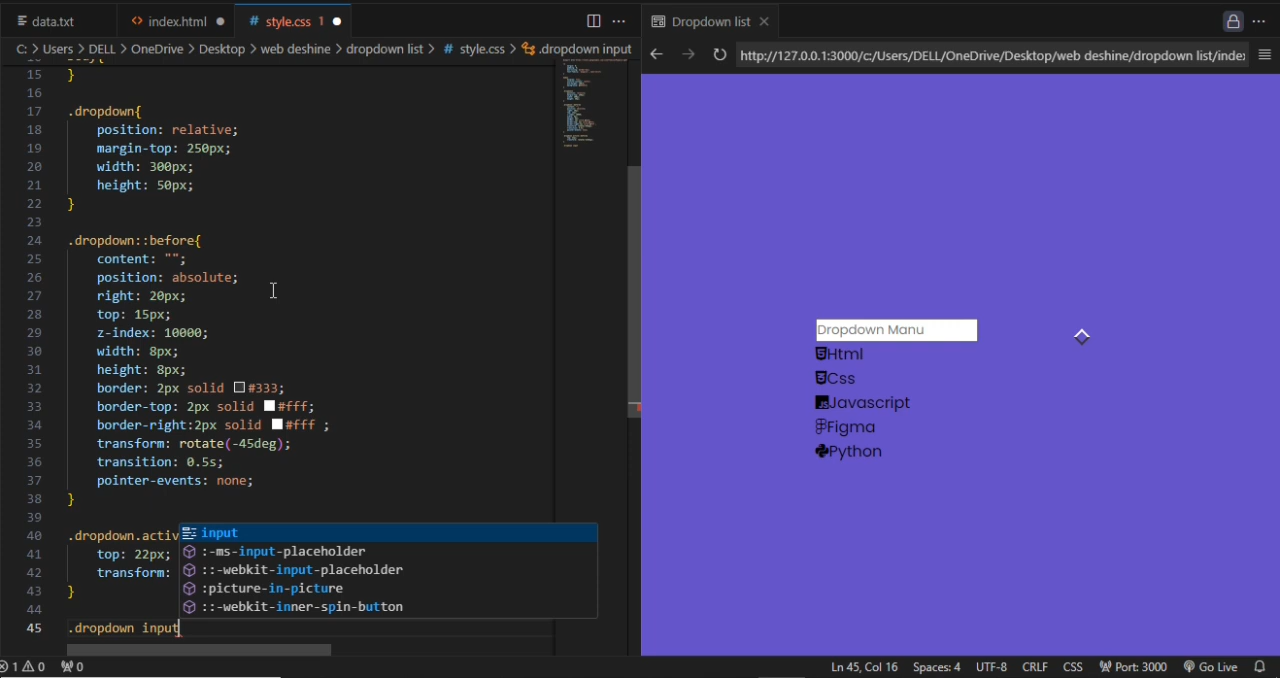 data.txt
index.html
style.css 1
C: > Users > DELL > OneDrive > Desktop > web deshine > dropdown list > # style.css > .dropdown input
15 }
16
17 .dropdown{
18 position: relative;
19 margin-top: 250px;
20 width: 300px;
21 height: 50px;
22 }
23
24 .dropdown::before{
25 content: "";
26 position: absolute;
27 right: 20px;
28 top: 15px;
29 z-index: 10000;
30 width: 8px;
31 height: 8px;
32 border: 2px solid #333;
33 border-top: 2px solid #fff;
34 border-right:2px solid #fff ;
35 transform: rotate(-45deg);
36 transition: 0.5s;
37 pointer-events: none;
38 }
39
40 .dropdown.activ
41 top: 22px;
42 transform:
43 }
44
45 .dropdown input
input
:-ms-input-placeholder
::-webkit-input-placeholder
:picture-in-picture
::-webkit-inner-spin-button
Dropdown list
http://127.0.0.1:3000/c:/Users/DELL/OneDrive/Desktop/web deshine/dropdown list/index
Dropdown Manu
Html
Css
Javascript
Figma
Python
1 0 0
Ln 45, Col 16 Spaces: 4 UTF-8 CRLF CSS Port: 3000 Go Live